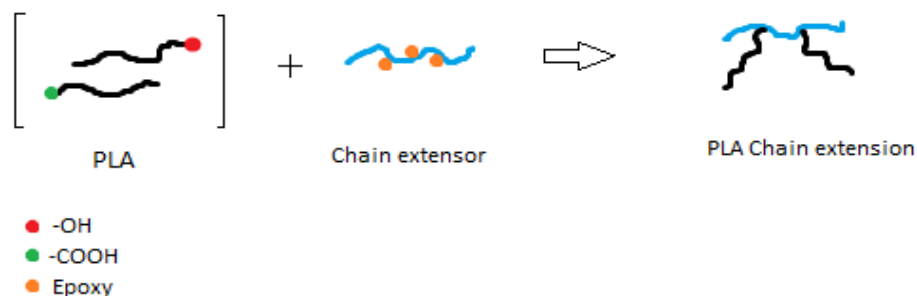 +
PLA
Chain extensor
PLA Chain extension
-OH
-COOH
Epoxy